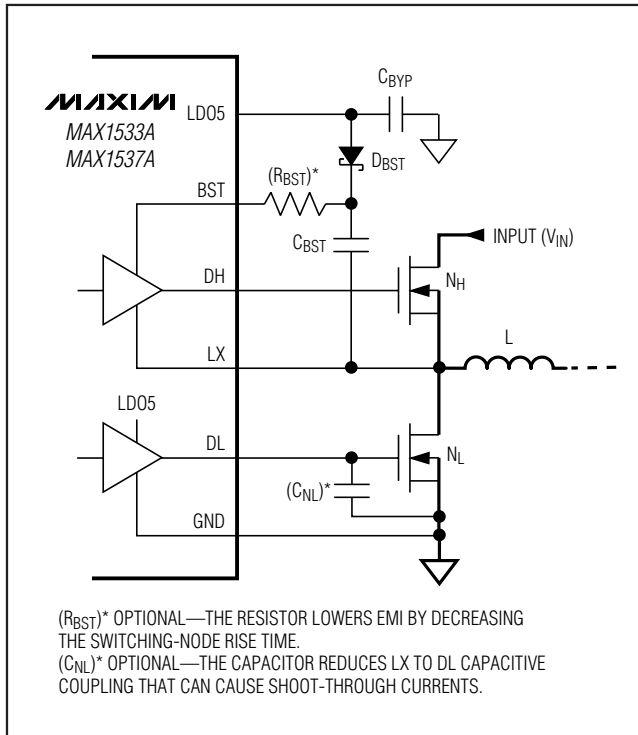 MAXIM
MAX1533A
MAX1537A
LDO5
CBYP
DBST
BST
(RBST)*
CBST
INPUT (VIN)
DH
NH
LX
L
LDO5
DL
NL
(CNL)*
GND
(RBST)* OPTIONAL—THE RESISTOR LOWERS EMI BY DECREASING
THE SWITCHING-NODE RISE TIME.
(CNL)* OPTIONAL—THE CAPACITOR REDUCES LX TO DL CAPACITIVE
COUPLING THAT CAN CAUSE SHOOT-THROUGH CURRENTS.